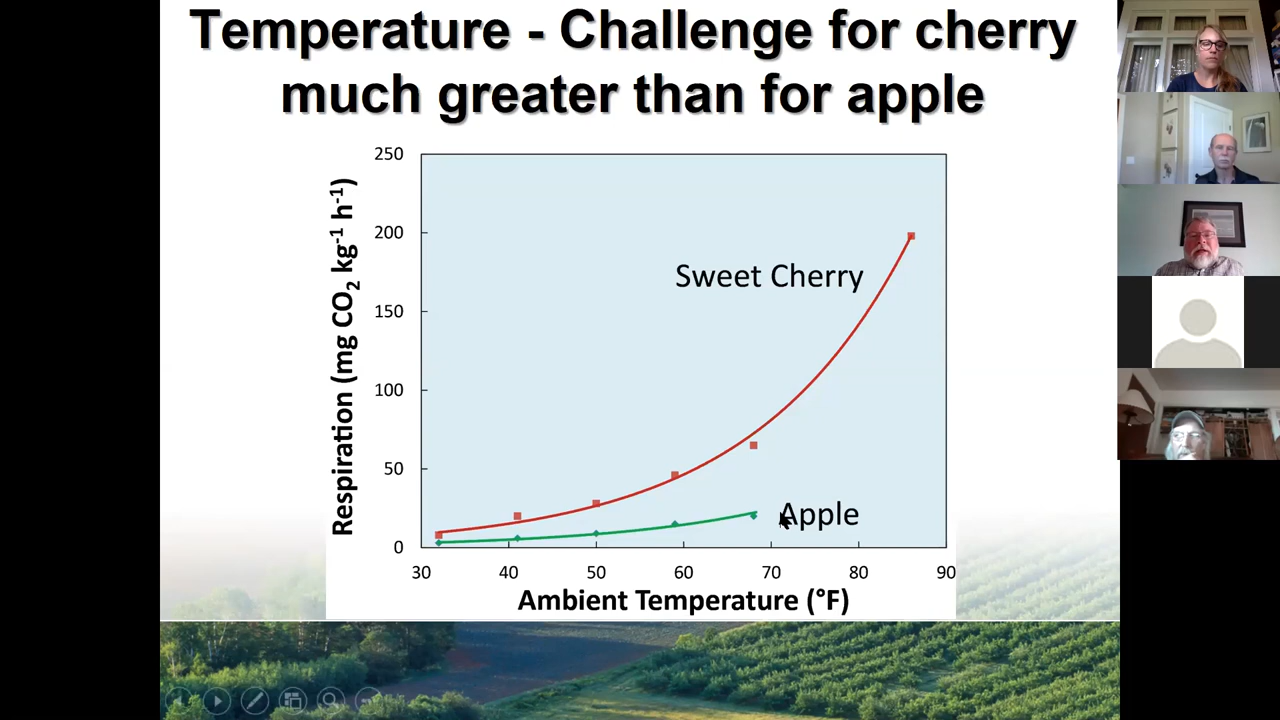 Temperature - Challenge for cherry
much greater than for apple
250
200
150
100
50
0
Respiration (mg CO₂ kg⁻¹ h⁻¹)
Sweet Cherry
Apple
30 40 50 60 70 80 90
Ambient Temperature (°F)